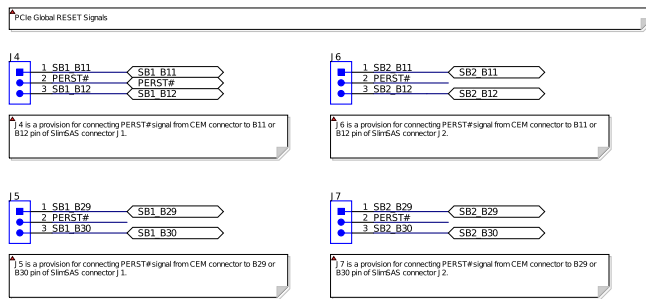 PCIe Global RESET Signals
J4
1 SB1_B11 SB1_B11
2 PERST# PERST#
3 SB1_B12 SB1_B12
J4 is a provision for connecting PERST# signal from CEM connector to B11 or
B12 pin of SlimSAS connector J1.
J6
1 SB2_B11 SB2_B11
2 PERST#
3 SB2_B12 SB2_B12
J6 is a provision for connecting PERST# signal from CEM connector to B11 or
B12 pin of SlimSAS connector J2.
J5
1 SB1_B29 SB1_B29
2 PERST#
3 SB1_B30 SB1_B30
J5 is a provision for connecting PERST# signal from CEM connector to B29 or
B30 pin of SlimSAS connector J1.
J7
1 SB2_B29 SB2_B29
2 PERST#
3 SB2_B30 SB2_B30
J7 is a provision for connecting PERST# signal from CEM connector to B29 or
B30 pin of SlimSAS connector J2.